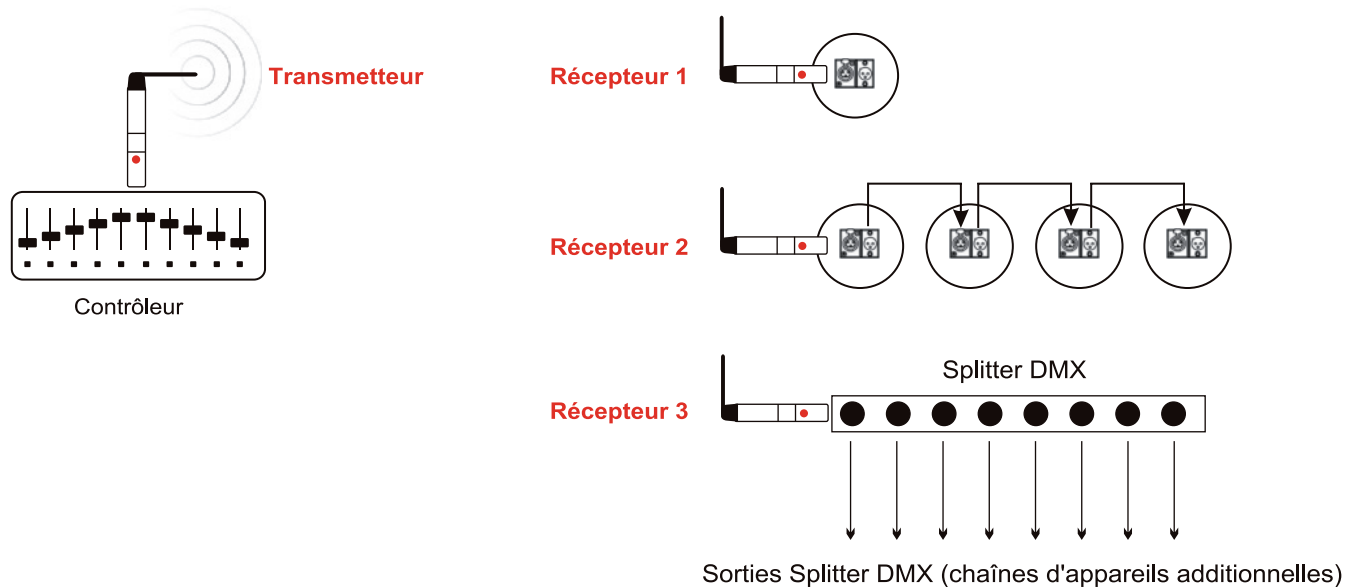 Transmetteur
Récepteur 1
Contrôleur
Récepteur 2
Splitter DMX
Récepteur 3
Sorties Splitter DMX (chaînes d'appareils additionnelles)